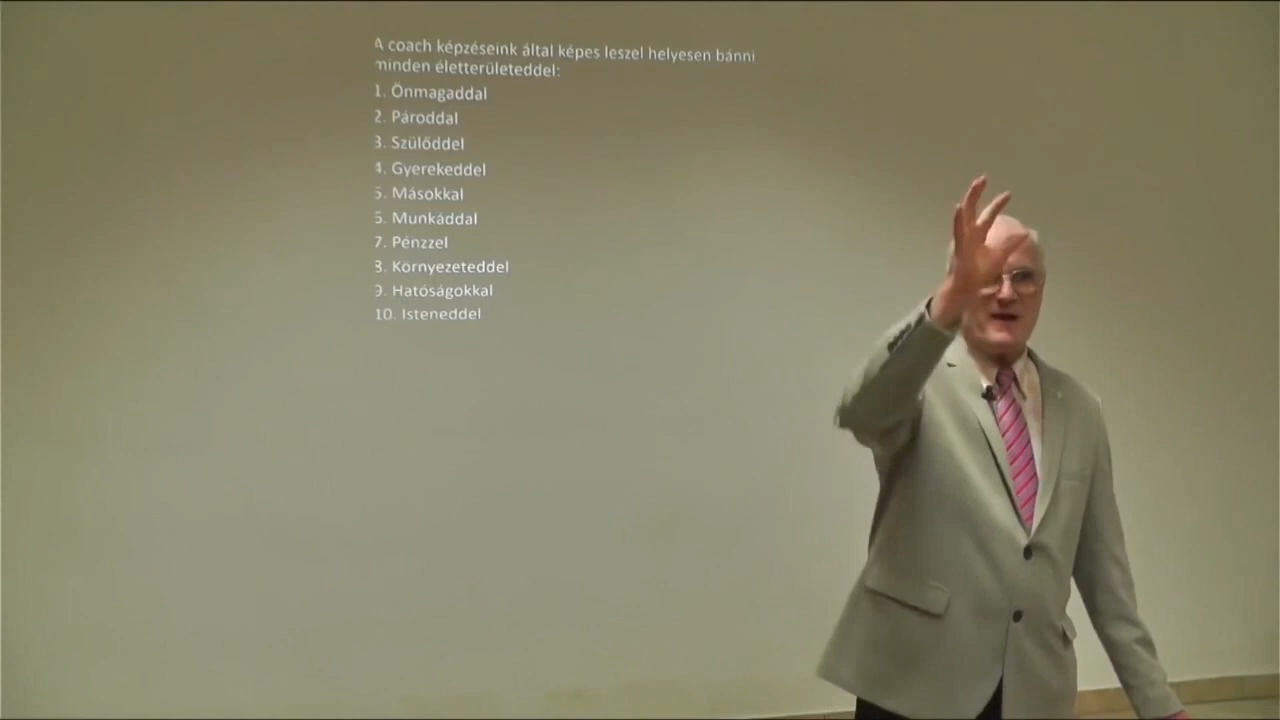 A coach képzéseink által képes leszel helyesen bánni
minden életterületeddel:
1. Önmagaddal
2. Pároddal
3. Szülőddel
4. Gyerekeddel
5. Másokkal
6. Munkáddal
7. Pénzzel
8. Környezeteddel
9. Hatóságokkal
10. Isteneddel